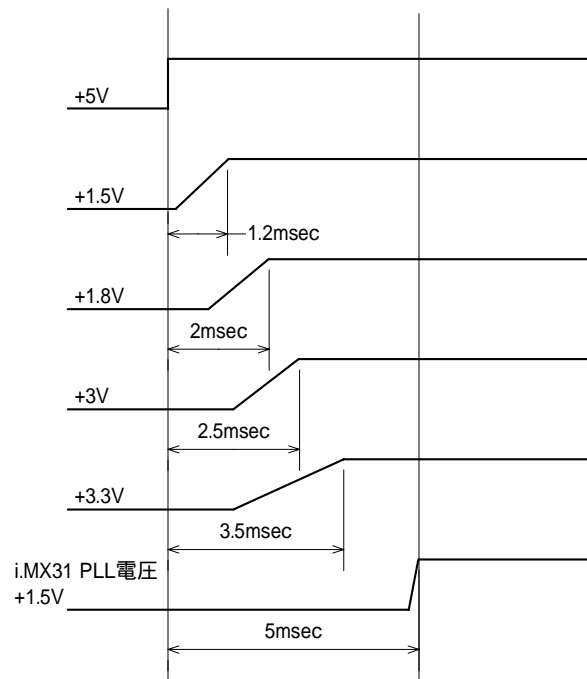 +5V
+1.5V
1.2msec
+1.8V
2msec
+3V
2.5msec
+3.3V
3.5msec
i.MX31 PLL電圧
+1.5V
5msec